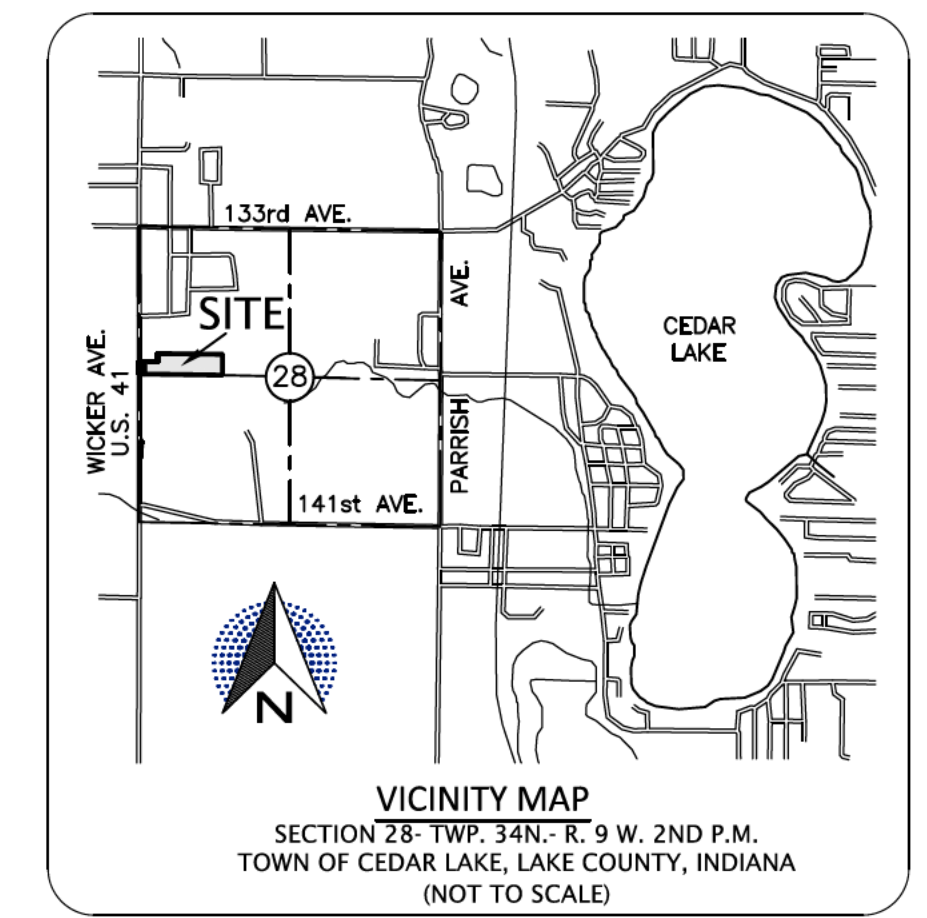 133rd AVE.
SITE
AVE.
CEDAR
LAKE
WICKER AVE.
U.S. 41
28
PARRISH
141st AVE.
N
VICINITY MAP
SECTION 28- TWP. 34N.- R. 9 W. 2ND P.M.
TOWN OF CEDAR LAKE, LAKE COUNTY, INDIANA
(NOT TO SCALE)